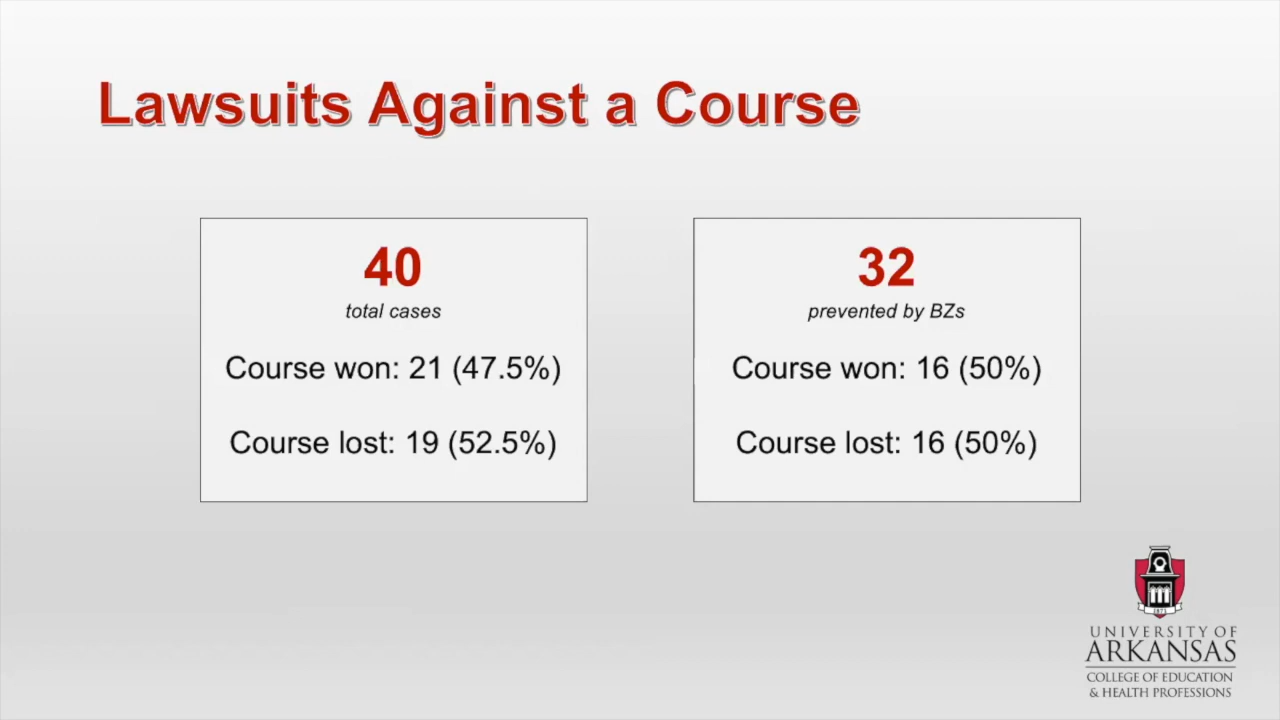 Lawsuits Against a Course
40
total cases
Course won: 21 (47.5%)
Course lost: 19 (52.5%)
32
prevented by BZs
Course won: 16 (50%)
Course lost: 16 (50%)
1871
UNIVERSITY OF
ARKANSAS
COLLEGE OF EDUCATION
& HEALTH PROFESSIONS